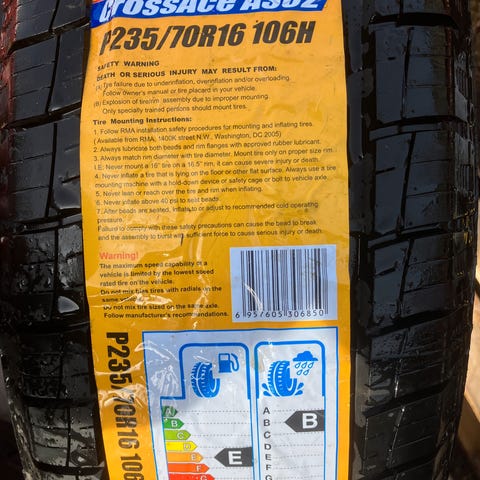 CrossAce AS02
P235/70R16 106H
SAFETY WARNING
DEATH OR SERIOUS INJURY MAY RESULT FROM:
(A) Tire failure due to underinflation, overinflation and/or overloading.
Follow owner's manual or tire placard in your vehicle.
(B) Explosion of tire/rim assembly due to improper mounting.
Only specially trained persons should mount tires.
Tire Mounting Instructions:
1. Follow RMA installation safety procedures for mounting and inflating tires.
( Available from RMA, 1400K street N.W., Washington, DC 2005)
2. Always lubricate both beeds and rim flanges with approved rubber lubricant.
3. Always match rim diameter with tire diameter. Mount tire only on proper size rim
I.E: Never mount a 16" tire on a 16.5" rim, it can cause severe injury or death.
4. Never inflate a tire that is lying on the floor or other flat surface. Always use a tire
mounting machine with a hold-down device or safety cage or bolt to vehicle axle.
5. Never lean or reach over the tire and rim when inflating.
6. Never inflate above 40 psi to seat beads.
7. After beads are seated, inflate to or adjust to recommended cold operating
pressure.
Failure to comply with these safety precautions can cause the bead to break
and the assembly to burst with sufficient force to cause serious injury or death.
Warning!
The maximum speed capability of a
vehicle is limited by the lowest speed
rated tire on the vehicle.
Do not mix bias tires with radials on the
same vehicle.
Do not mix tire sized on the same axle.
Follow manufacture's recommendations.
6 957605 306850
P235/70R16 106
A
B
C
D
E
F
G
E
A
B
C
D
E
B